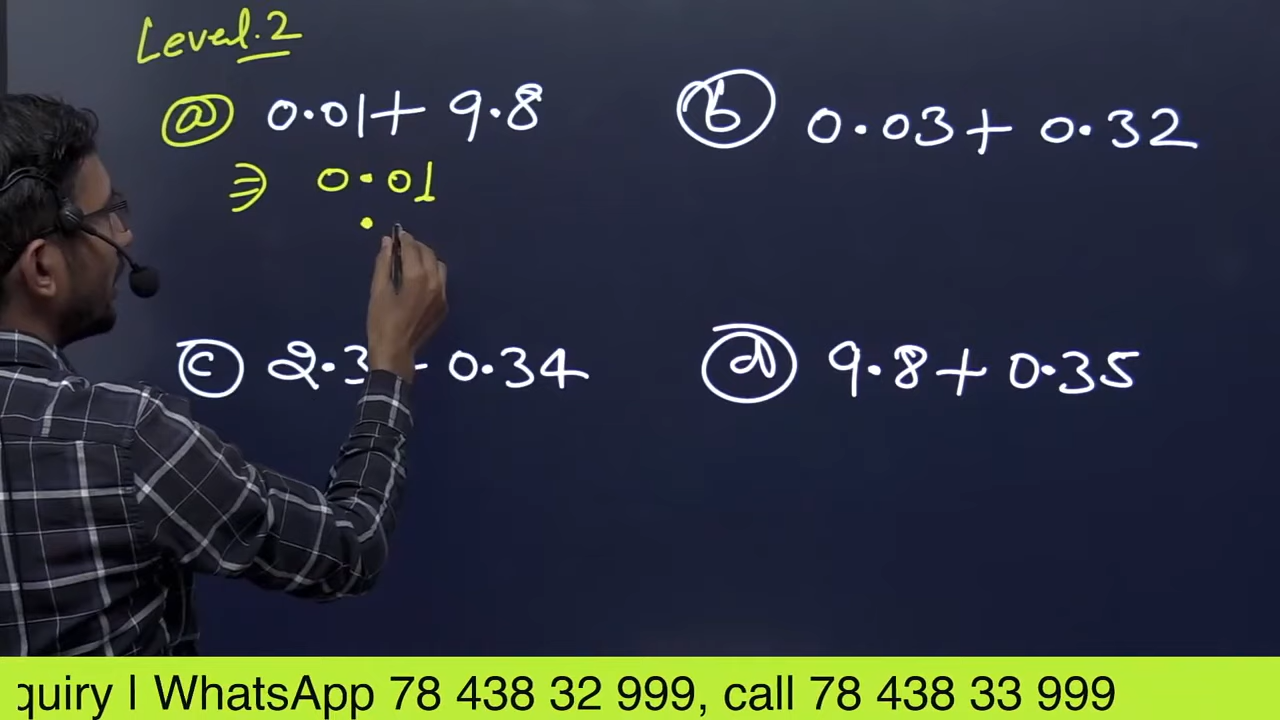 Level.2
(a) 0.01 + 9.8
⇒ 0.01
.
(b) 0.03 + 0.32
(c) 2.3 - 0.34
(d) 9.8 + 0.35
quiry | WhatsApp 78 438 32 999, call 78 438 33 999